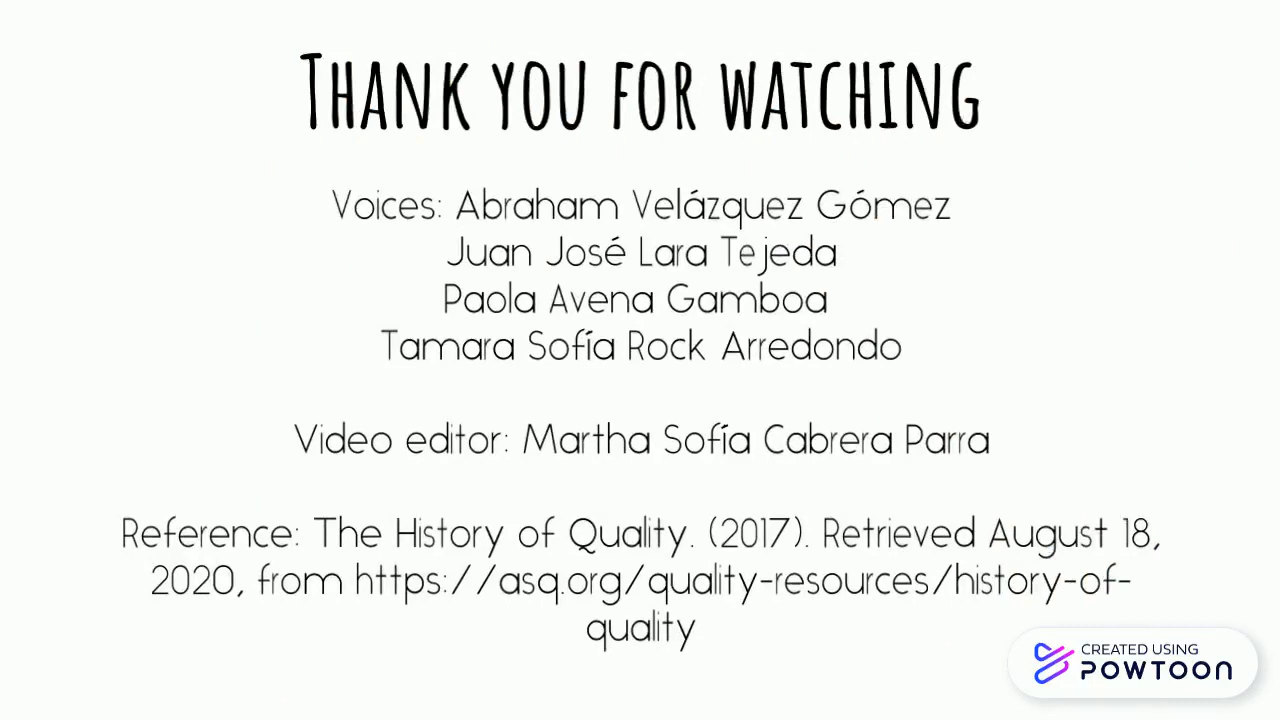 Thank you for watching
Voices: Abraham Velázquez Gómez
Juan José Lara Tejeda
Paola Avena Gamboa
Tamara Sofía Rock Arredondo
Video editor: Martha Sofía Cabrera Parra
Reference: The History of Quality. (2017). Retrieved August 18,
2020, from https://asq.org/quality-resources/history-of-
quality
CREATED USING
POWTOON